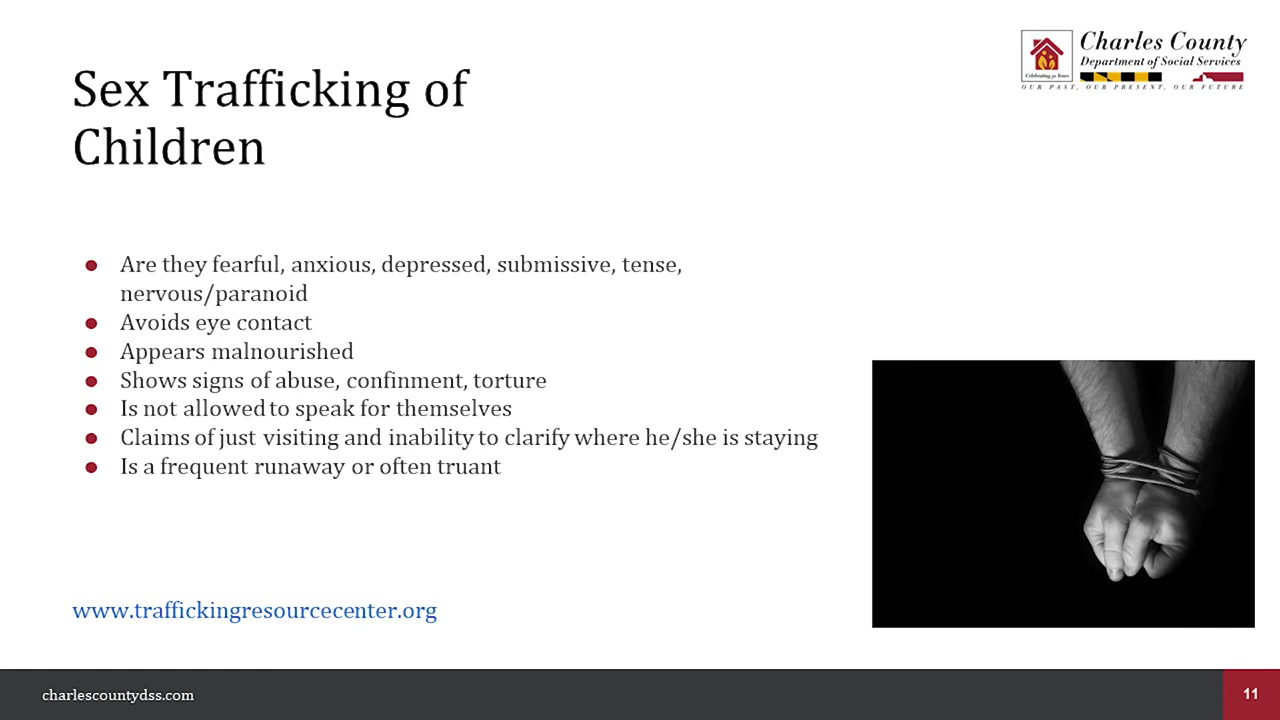 Charles County
Department of Social Services
Celebrating 50 Years
OUR PAST, OUR PRESENT, OUR FUTURE
Sex Trafficking of
Children
● Are they fearful, anxious, depressed, submissive, tense,
nervous/paranoid
● Avoids eye contact
● Appears malnourished
● Shows signs of abuse, confinment, torture
● Is not allowed to speak for themselves
● Claims of just visiting and inability to clarify where he/she is staying
● Is a frequent runaway or often truant
www.traffickingresourcecenter.org
charlescountydss.com
11